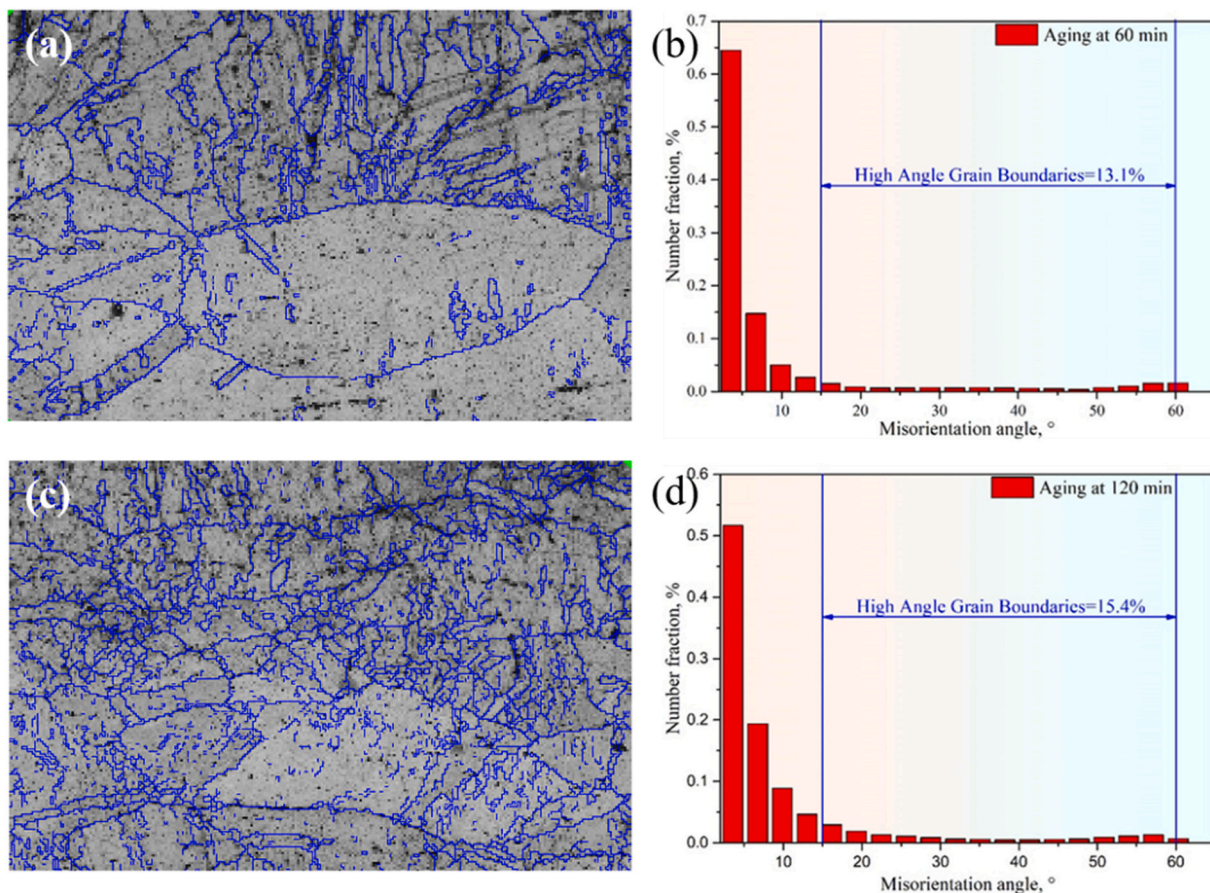 (a)
(b)
Aging at 60 min
High Angle Grain Boundaries=13.1%
Number fraction, %
0.7
0.6
0.5
0.4
0.3
0.2
0.1
0.0
10 20 30 40 50 60
Misorientation angle, °
(c)
(d)
Aging at 120 min
High Angle Grain Boundaries=15.4%
Number fraction, %
0.6
0.5
0.4
0.3
0.2
0.1
0.0
10 20 30 40 50 60
Misorientation angle, °